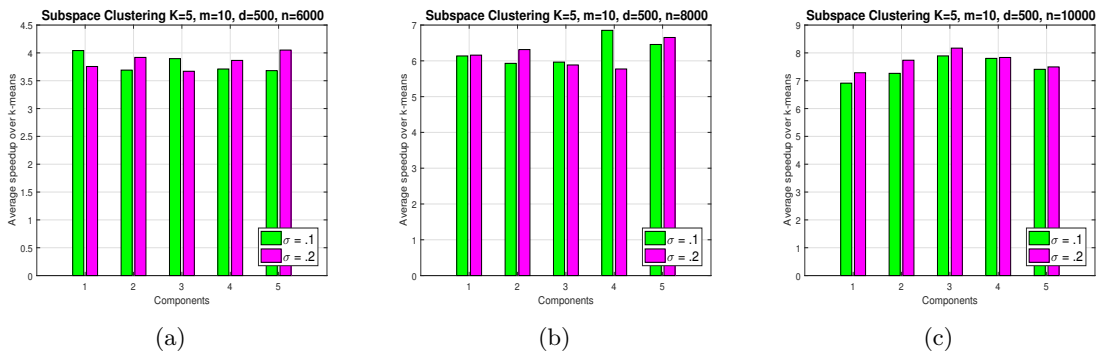 Subspace Clustering K=5, m=10, d=500, n=6000
Average speedup over k-means
4.5
4
3.5
3
2.5
2
1.5
1
0.5
0
1 2 3 4 5
Components
σ = .1
σ = .2
(a)
Subspace Clustering K=5, m=10, d=500, n=8000
Average speedup over k-means
7
6
5
4
3
2
1
0
1 2 3 4 5
Components
σ = .1
σ = .2
(b)
Subspace Clustering K=5, m=10, d=500, n=10000
Average speedup over k-means
9
8
7
6
5
4
3
2
1
0
1 2 3 4 5
Components
σ = .1
σ = .2
(c)